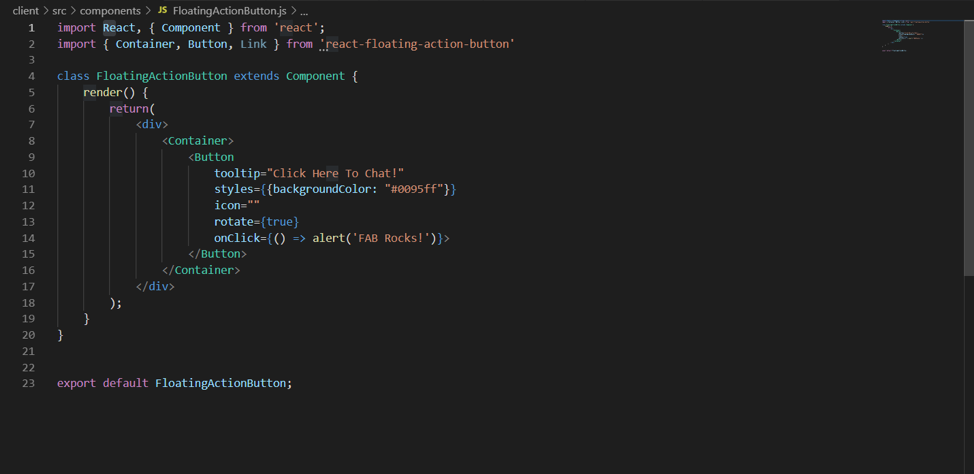 client > src > components > JS FloatingActionButton.js > ...
1 import React, { Component } from 'react';
2 import { Container, Button, Link } from 'react-floating-action-button'
3
4 class FloatingActionButton extends Component {
5 render() {
6 return(
7 <div>
8 <Container>
9 <Button
10 tooltip="Click Here To Chat!"
11 styles={{backgroundColor: "#0095ff"}}
12 icon=""
13 rotate={true}
14 onClick={() => alert('FAB Rocks!')}>
15 </Button>
16 </Container>
17 </div>
18 );
19 }
20 }
21
22
23 export default FloatingActionButton;